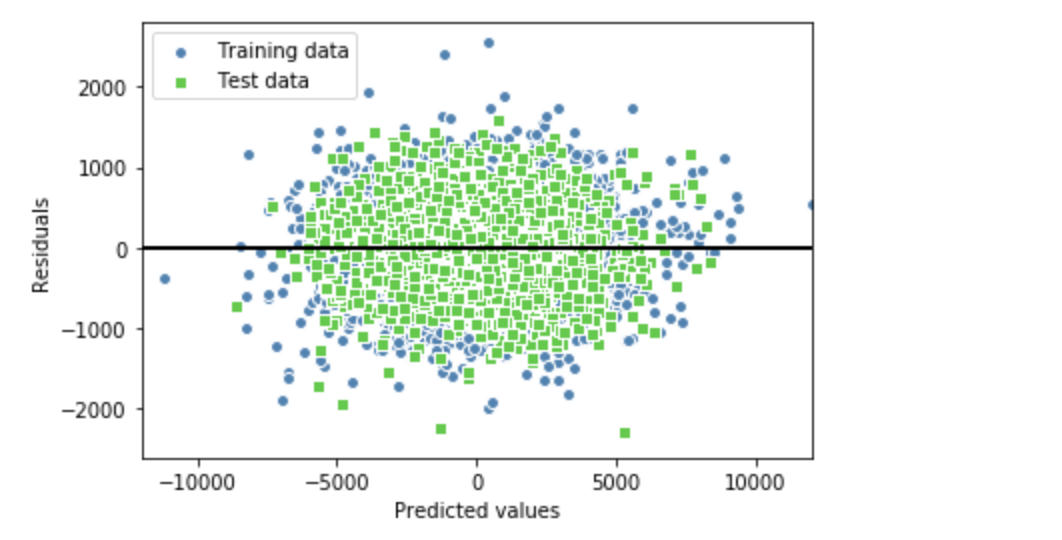 Training data
Test data
2000
1000
0
−1000
−2000
Residuals
−10000 −5000 0 5000 10000
Predicted values